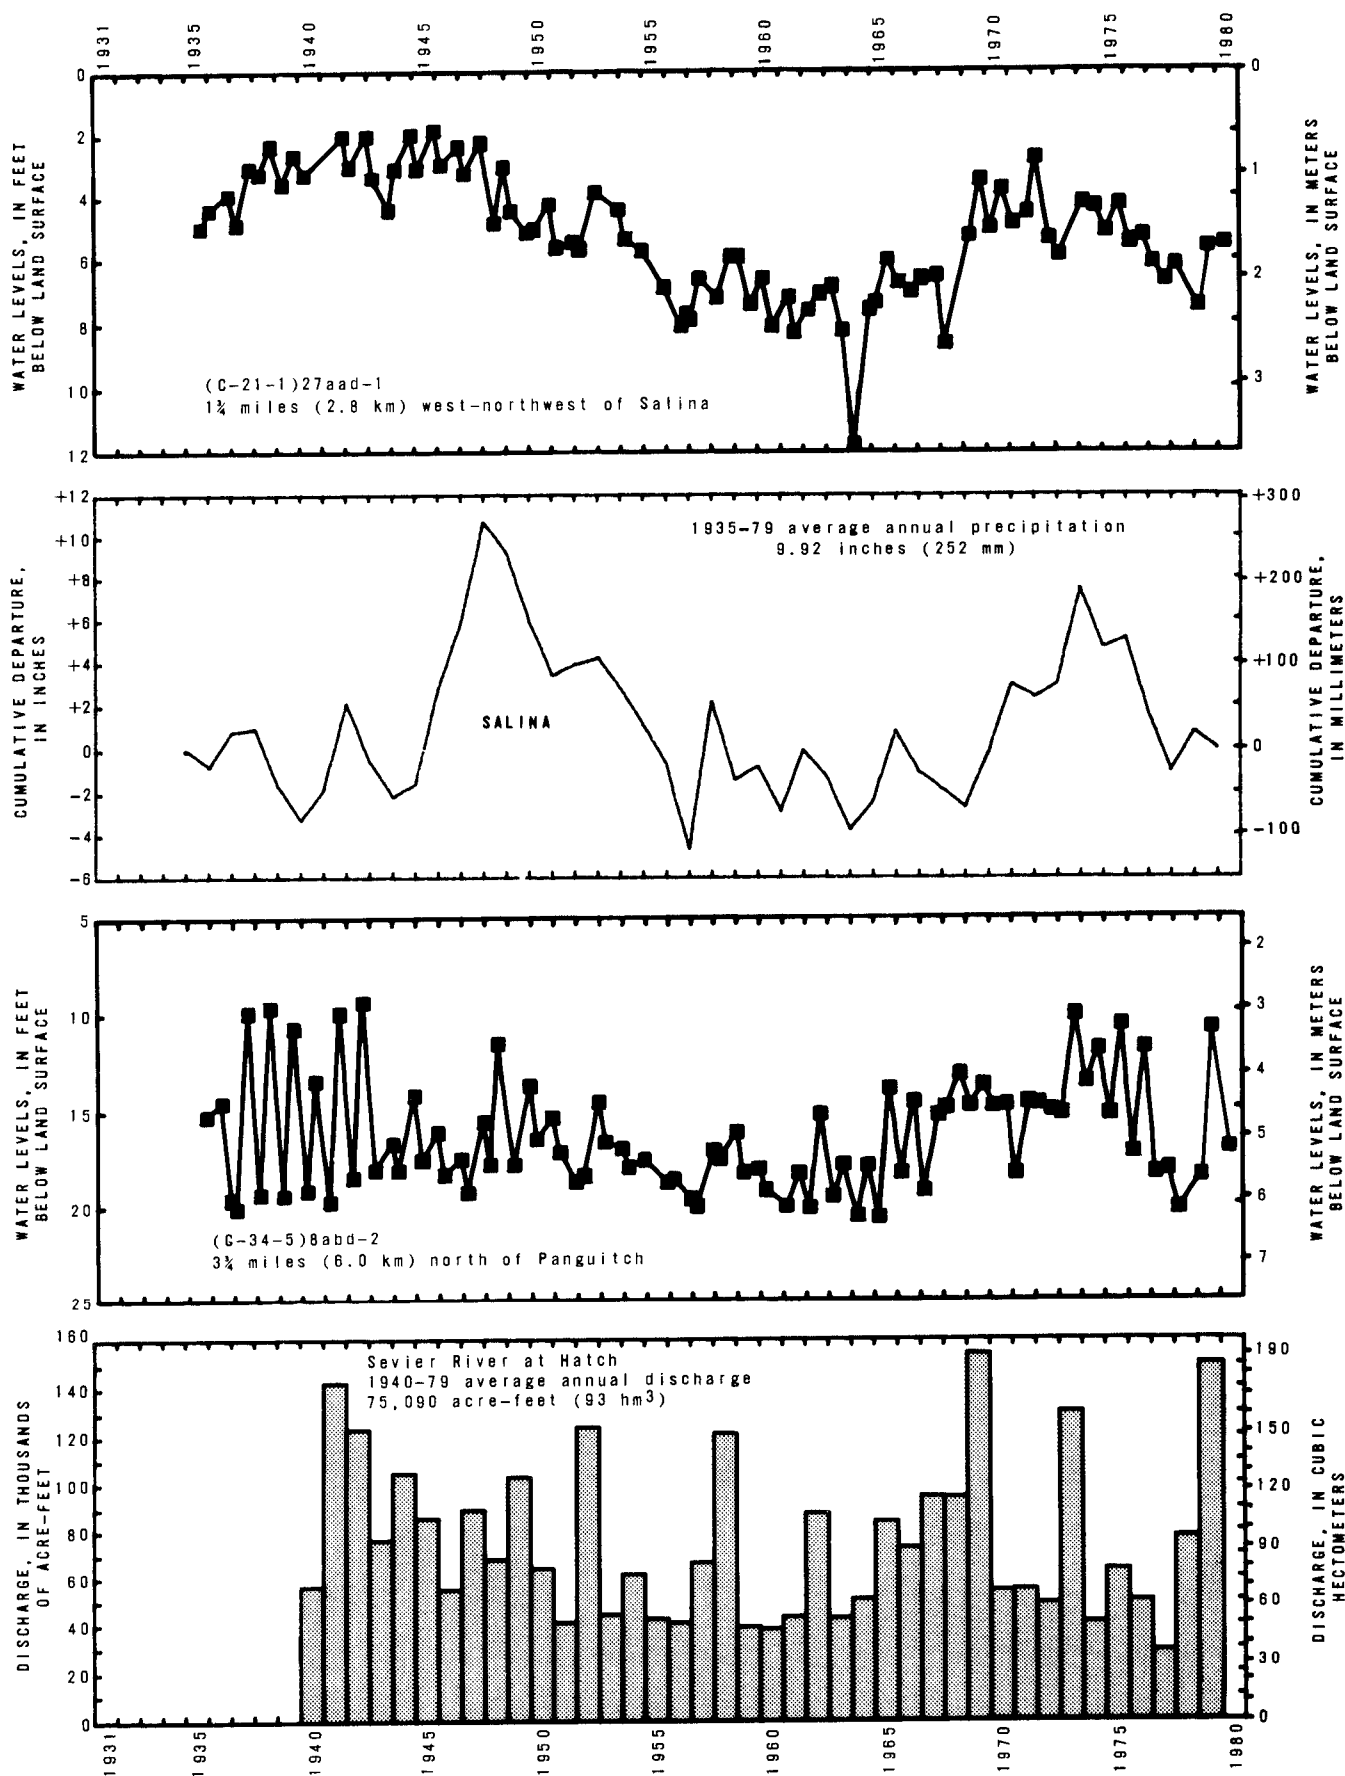 1931 1935 1940 1945 1950 1955 1960 1965 1970 1975 1980
WATER LEVELS, IN FEET
BELOW LAND SURFACE
0
2
4
6
8
10
12
(C-21-1)27aad-1
1¾ miles (2.8 km) west-northwest of Salina
0
1
2
3
WATER LEVELS, IN METERS
BELOW LAND SURFACE
CUMULATIVE DEPARTURE,
IN INCHES
+12
+10
+8
+6
+4
+2
0
-2
-4
-6
1935-79 average annual precipitation
9.92 inches (252 mm)
SALINA
+300
+200
+100
0
-100
CUMULATIVE DEPARTURE,
IN MILLIMETERS
WATER LEVELS, IN FEET
BELOW LAND SURFACE
5
10
15
20
25
(C-34-5)8abd-2
3¾ miles (6.0 km) north of Panguitch
2
3
4
5
6
7
WATER LEVELS, IN METERS
BELOW LAND SURFACE
DISCHARGE, IN THOUSANDS
OF ACRE-FEET
160
140
120
100
80
60
40
20
0
Sevier River at Hatch
1940-79 average annual discharge
75,090 acre-feet (93 hm³)
190
150
120
90
60
30
0
DISCHARGE, IN CUBIC
HECTOMETERS
1931 1935 1940 1945 1950 1955 1960 1965 1970 1975 1980